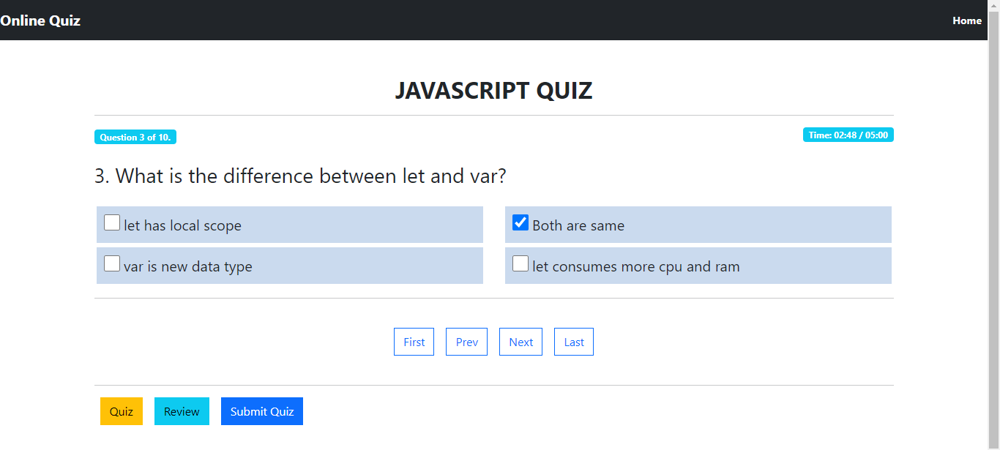 Online Quiz
Home
JAVASCRIPT QUIZ
Question 3 of 10.
Time: 02:48 / 05:00
3. What is the difference between let and var?
let has local scope
Both are same
var is new data type
let consumes more cpu and ram
First
Prev
Next
Last
Quiz
Review
Submit Quiz